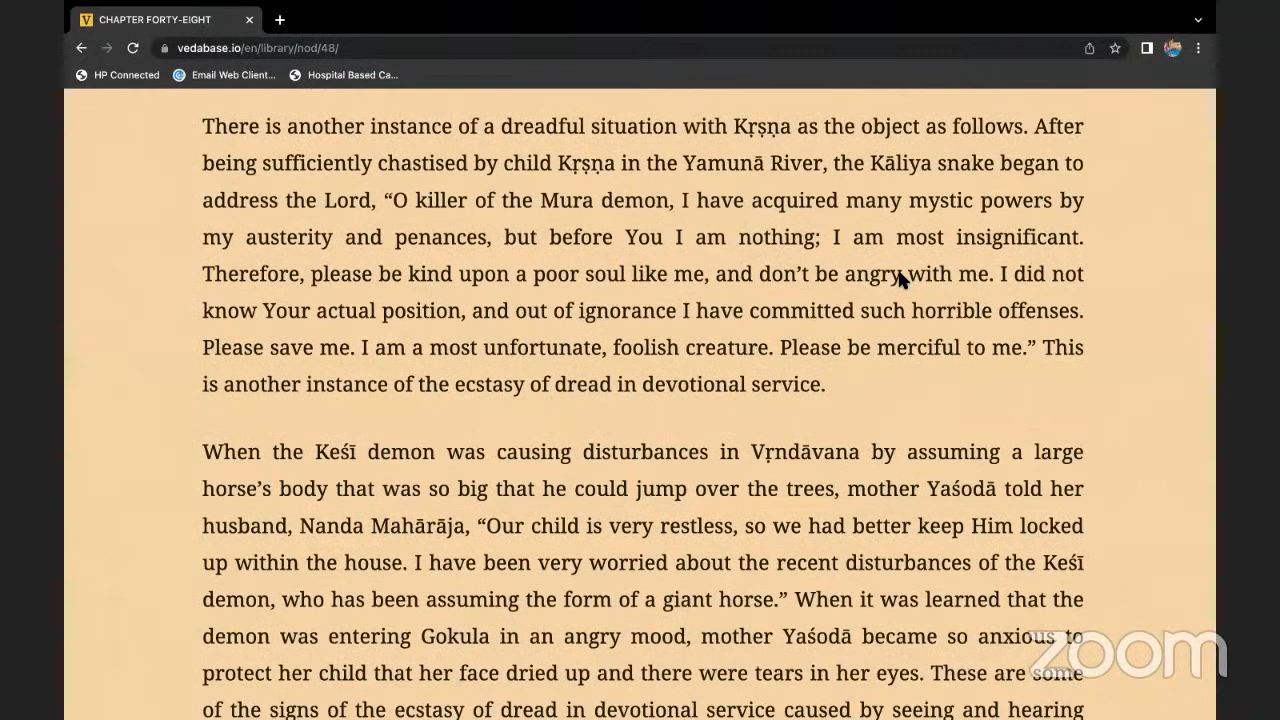 CHAPTER FORTY-EIGHT
vedabase.io/en/library/nod/48/
HP Connected Email Web Client... Hospital Based Ca...
There is another instance of a dreadful situation with Kṛṣṇa as the object as follows. After
being sufficiently chastised by child Kṛṣṇa in the Yamunā River, the Kāliya snake began to
address the Lord, “O killer of the Mura demon, I have acquired many mystic powers by
my austerity and penances, but before You I am nothing; I am most insignificant.
Therefore, please be kind upon a poor soul like me, and don’t be angry with me. I did not
know Your actual position, and out of ignorance I have committed such horrible offenses.
Please save me. I am a most unfortunate, foolish creature. Please be merciful to me.” This
is another instance of the ecstasy of dread in devotional service.
When the Keśī demon was causing disturbances in Vṛndāvana by assuming a large
horse’s body that was so big that he could jump over the trees, mother Yaśodā told her
husband, Nanda Mahārāja, “Our child is very restless, so we had better keep Him locked
up within the house. I have been very worried about the recent disturbances of the Keśī
demon, who has been assuming the form of a giant horse.” When it was learned that the
demon was entering Gokula in an angry mood, mother Yaśodā became so anxious to
protect her child that her face dried up and there were tears in her eyes. These are some
of the signs of the ecstasy of dread in devotional service caused by seeing and hearing
zoom